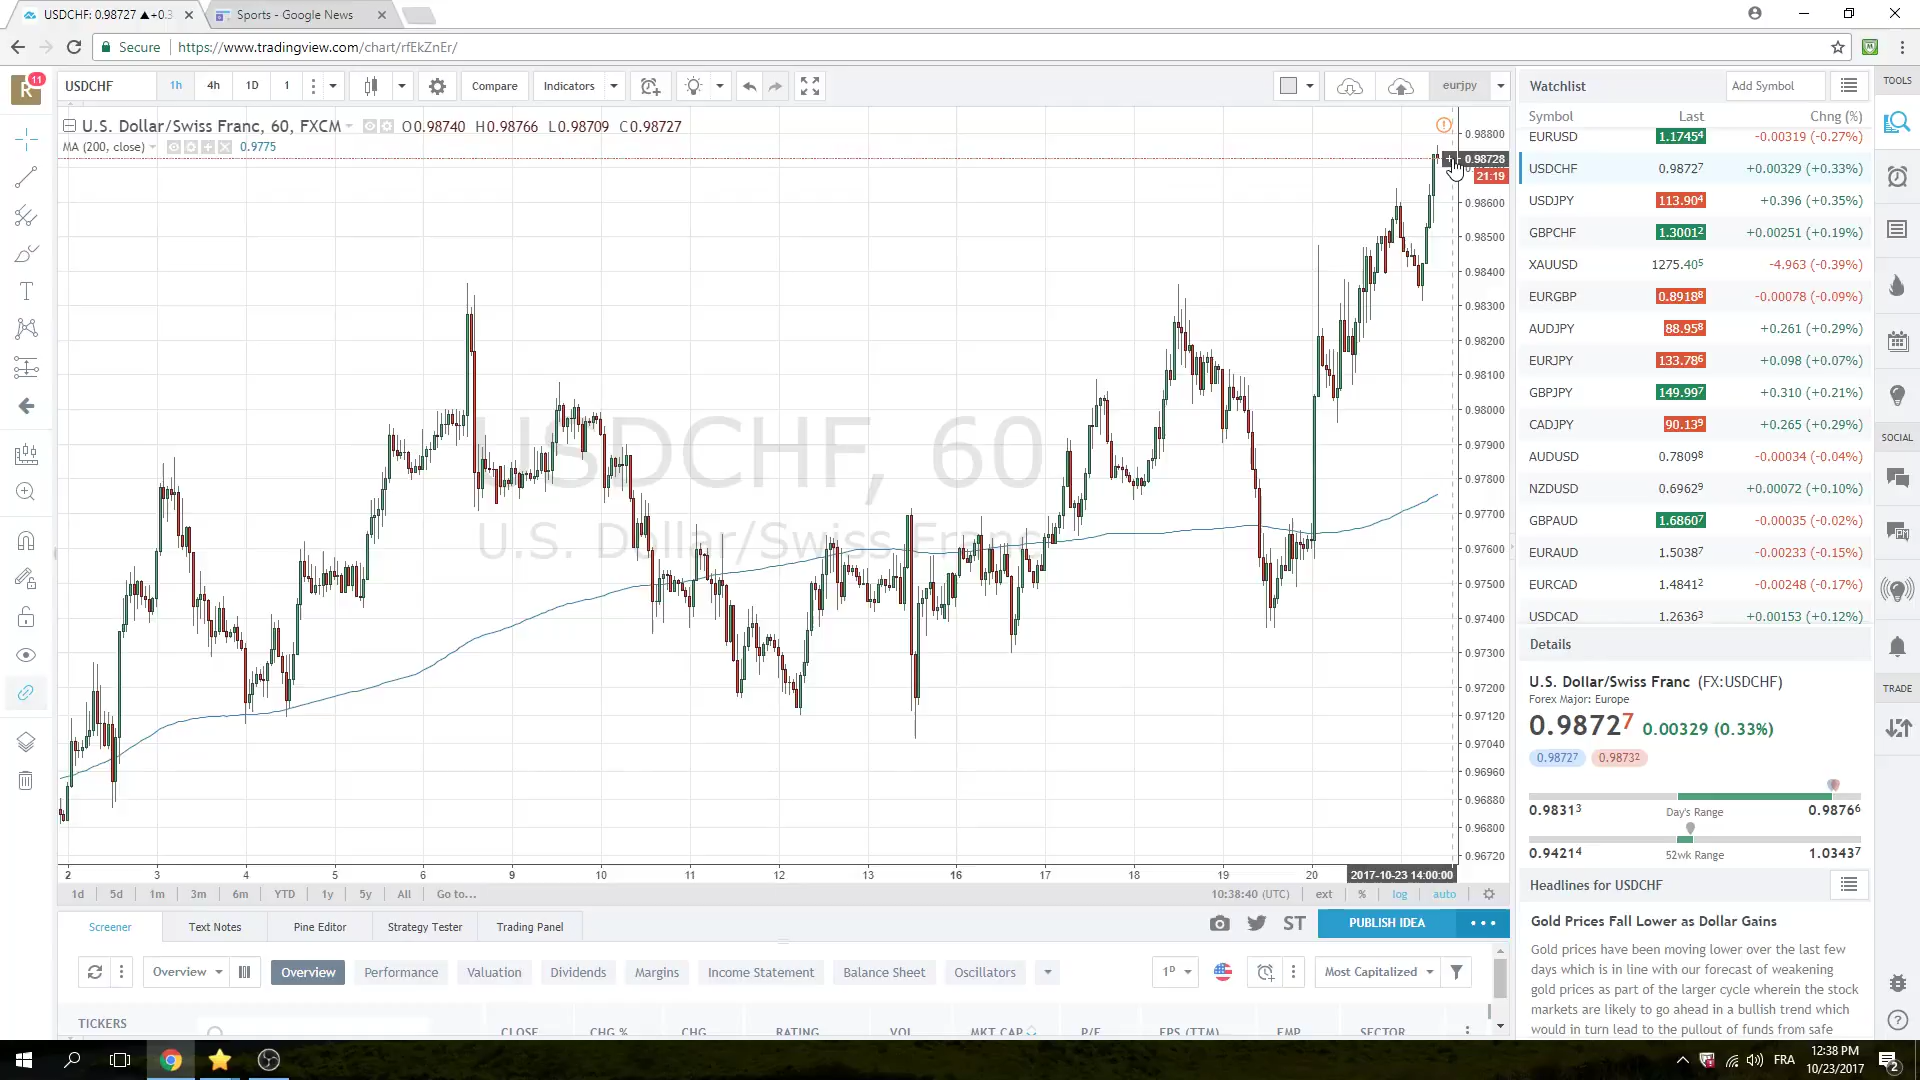 USDCHF: 0.98727 ▲+0.3
Sports - Google News
Secure
https://www.tradingview.com/chart/rfEkZnEr/
R
11
USDCHF
1h
4h
1D
1
Compare
Indicators
eurjpy
U.S. Dollar/Swiss Franc, 60, FXCM
O0.98740 H0.98766 L0.98709 C0.98727
MA (200, close)
0.9775
USDCHF, 60
U.S. Dollar/Swiss Franc
0.98800
0.98728
21:19
0.98600
0.98500
0.98400
0.98300
0.98200
0.98100
0.98000
0.97900
0.97800
0.97700
0.97600
0.97500
0.97400
0.97300
0.97200
0.97120
0.97040
0.96960
0.96880
0.96800
0.96720
2 3 4 5 6 9 10 11 12 13 16 17 18 19 20
2017-10-23 14:00:00
1d 5d 1m 3m 6m YTD 1y 5y All Go to...
10:38:40 (UTC) ext % log auto
Screener
Text Notes
Pine Editor
Strategy Tester
Trading Panel
ST
PUBLISH IDEA
Overview
Overview
Performance
Valuation
Dividends
Margins
Income Statement
Balance Sheet
Oscillators
1D
Most Capitalized
TICKERS
CLOSE CHG % CHG RATING VOL MKT CAP P/E EPS (TTM) EMP SECTOR
Watchlist
Add Symbol
Symbol Last Chng (%)
EURUSD 1.17454 -0.00319 (-0.27%)
USDCHF 0.98727 +0.00329 (+0.33%)
USDJPY 113.904 +0.396 (+0.35%)
GBPCHF 1.30012 +0.00251 (+0.19%)
XAUUSD 1275.405 -4.963 (-0.39%)
EURGBP 0.89188 -0.00078 (-0.09%)
AUDJPY 88.958 +0.261 (+0.29%)
EURJPY 133.786 +0.098 (+0.07%)
GBPJPY 149.997 +0.310 (+0.21%)
CADJPY 90.139 +0.265 (+0.29%)
AUDUSD 0.78098 -0.00034 (-0.04%)
NZDUSD 0.69629 +0.00072 (+0.10%)
GBPAUD 1.68607 -0.00035 (-0.02%)
EURAUD 1.50387 -0.00233 (-0.15%)
EURCAD 1.48412 -0.00248 (-0.17%)
USDCAD 1.26363 +0.00153 (+0.12%)
Details
U.S. Dollar/Swiss Franc (FX:USDCHF)
Forex Major: Europe
0.98727 0.00329 (0.33%)
0.98727 0.98732
0.98313 Day's Range 0.98766
0.94214 52wk Range 1.03437
Headlines for USDCHF
Gold Prices Fall Lower as Dollar Gains
Gold prices have been moving lower over the last few
days which is in line with our forecast of weakening
gold prices as part of the larger cycle wherein the stock
markets are likely to go ahead in a bullish trend which
would in turn lead to the pullout of funds from safe
TOOLS
SOCIAL
TRADE
FRA
12:38 PM
10/23/2017
2